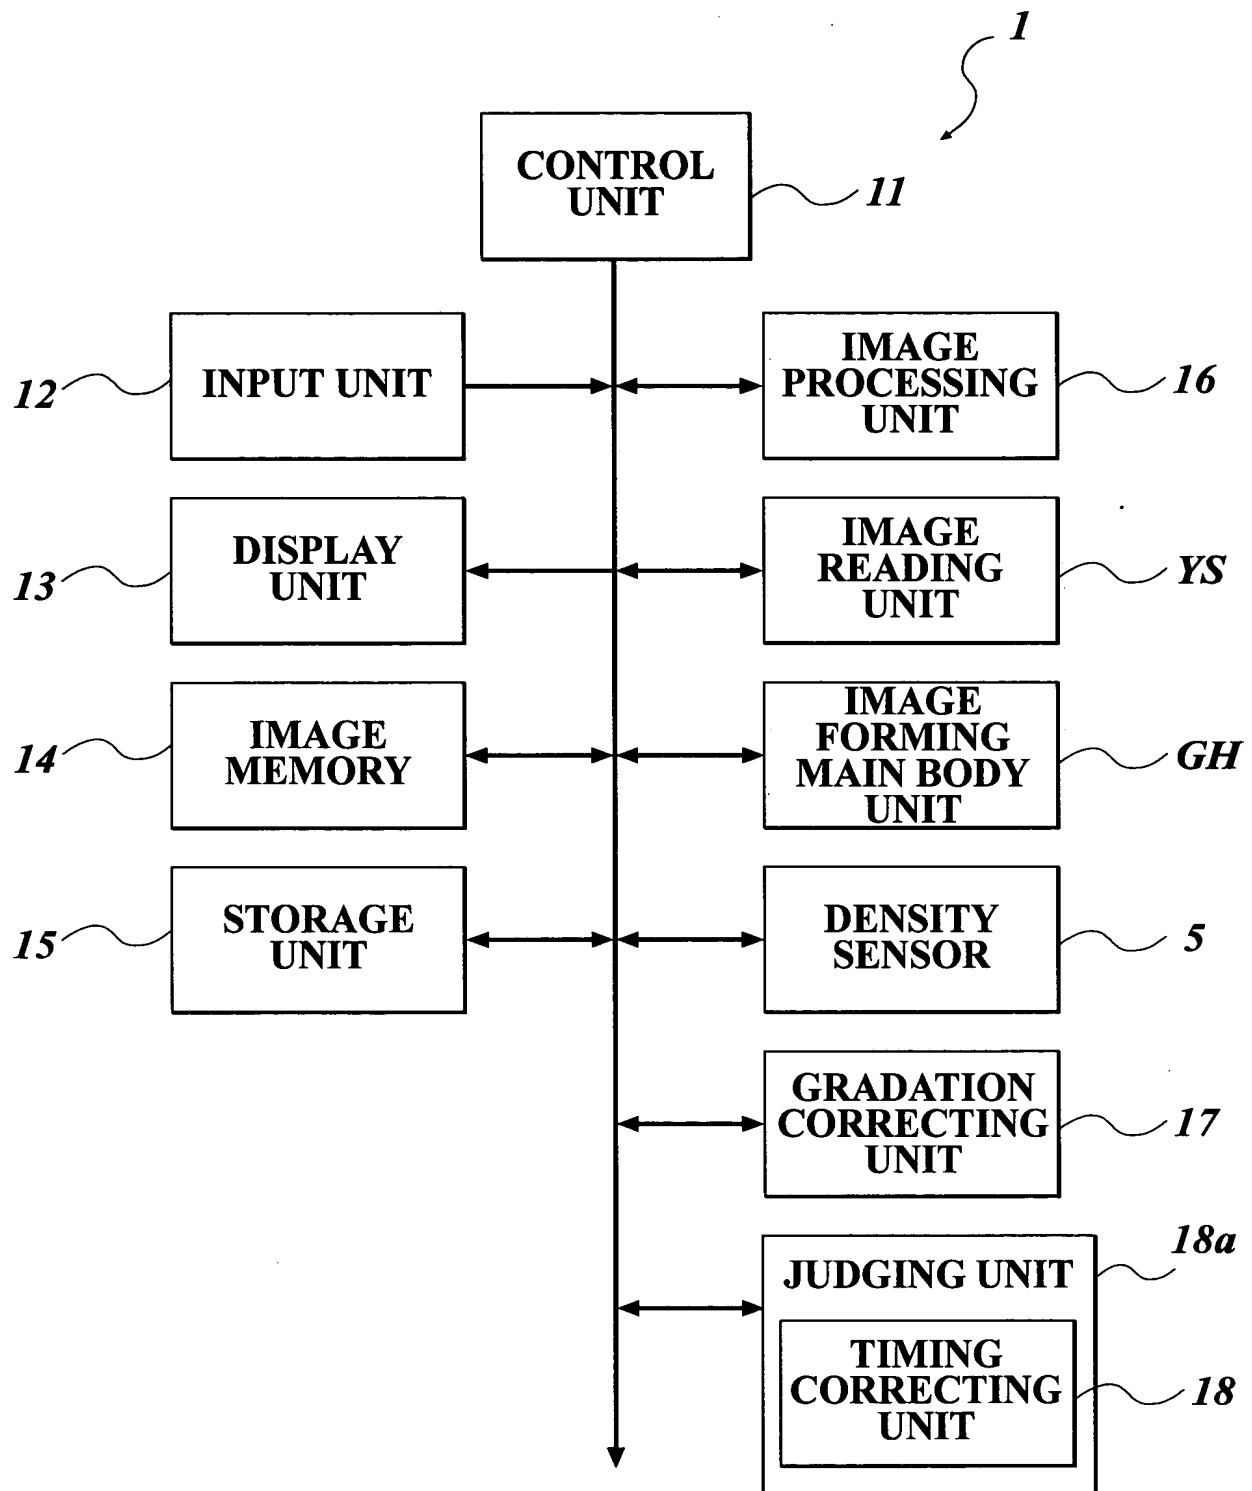 1
CONTROL
UNIT
11
12
INPUT UNIT
IMAGE
PROCESSING
UNIT
16
13
DISPLAY
UNIT
IMAGE
READING
UNIT
YS
14
IMAGE
MEMORY
IMAGE
FORMING
MAIN BODY
UNIT
GH
15
STORAGE
UNIT
DENSITY
SENSOR
5
GRADATION
CORRECTING
UNIT
17
JUDGING UNIT
18a
TIMING
CORRECTING
UNIT
18